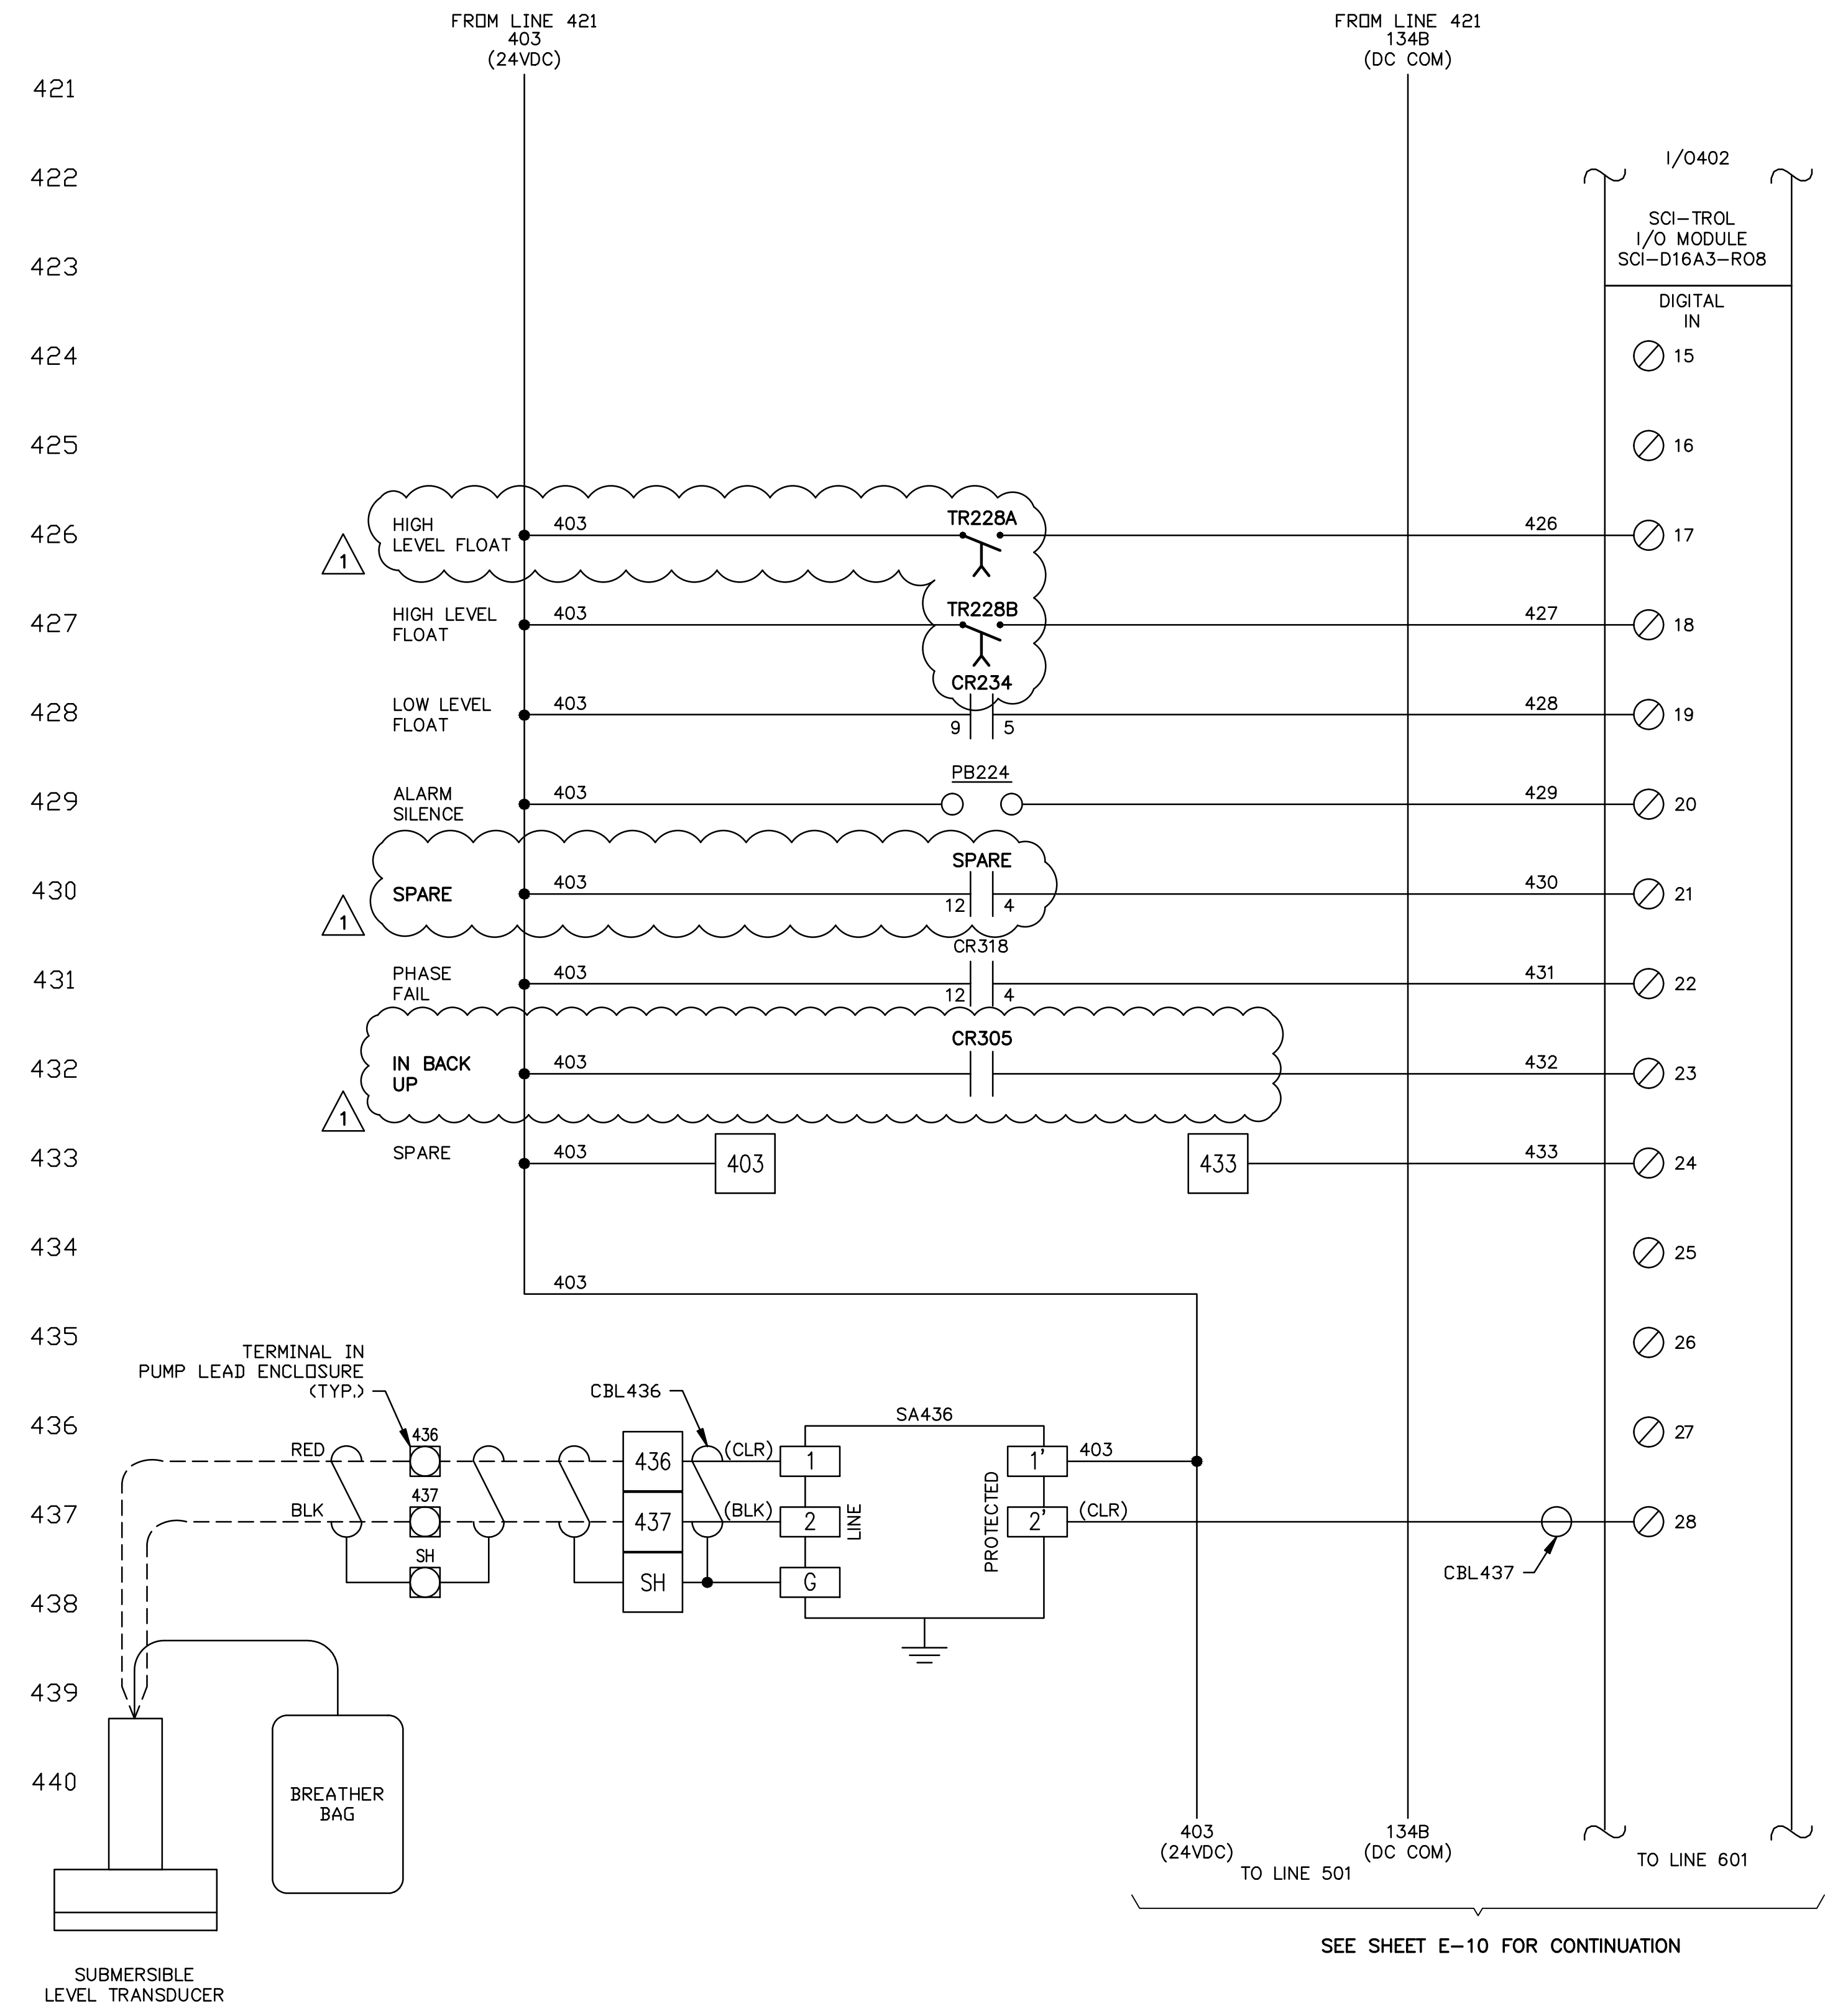 FROM LINE 421
403
(24VDC)
FROM LINE 421
134B
(DC COM)
421
422
I/O402
SCI-TROL
I/O MODULE
SCI-D16A3-RO8
423
DIGITAL
IN
424
15
425
16
426
HIGH
LEVEL FLOAT
403
TR228A
426
17
1
427
HIGH LEVEL
FLOAT
403
TR228B
427
18
428
LOW LEVEL
FLOAT
403
CR234
9
5
428
19
429
ALARM
SILENCE
403
PB224
429
20
430
SPARE
403
SPARE
12
4
430
21
1
431
PHASE
FAIL
403
CR318
12
4
431
22
432
IN BACK
UP
403
CR305
432
23
1
433
SPARE
403
403
433
433
24
434
25
403
435
26
TERMINAL IN
PUMP LEAD ENCLOSURE
(TYP.)
CBL436
436
SA436
27
RED
436
436
(CLR)
1
1'
403
437
BLK
437
437
(BLK)
2
LINE
PROTECTED
2'
(CLR)
28
CBL437
SH
SH
G
438
439
440
BREATHER
BAG
403
(24VDC)
134B
(DC COM)
TO LINE 501
TO LINE 601
SEE SHEET E-10 FOR CONTINUATION
SUBMERSIBLE
LEVEL TRANSDUCER